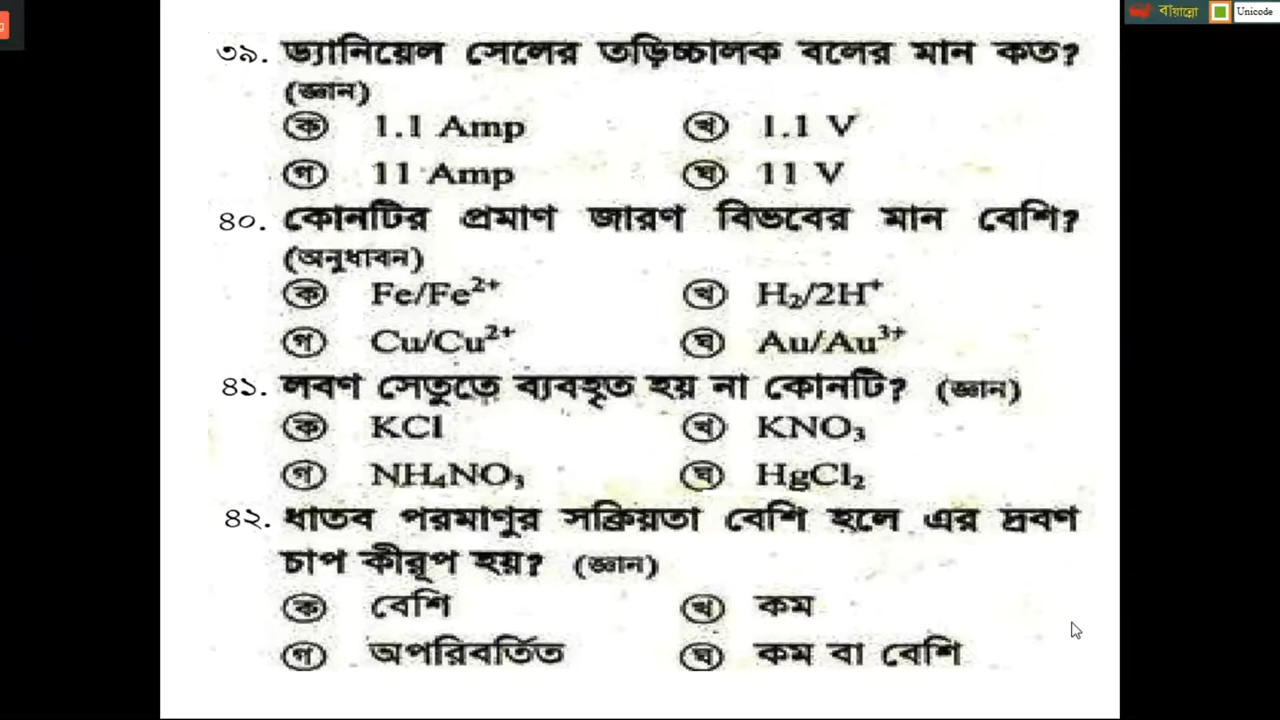 বায়ান্নো Unicode
৩৯. ড্যানিয়েল সেলের তড়িচ্চালক বলের মান কত?
(জ্ঞান)
ক 1.1 Amp খ 1.1 V
গ 11 Amp ঘ 11 V
৪০. কোনটির প্রমাণ জারণ বিভবের মান বেশি?
(অনুধাবন)
ক Fe/Fe²⁺ খ H₂/2H⁺
গ Cu/Cu²⁺ ঘ Au/Au³⁺
৪১. লবণ সেতুতে ব্যবহৃত হয় না কোনটি? (জ্ঞান)
ক KCl খ KNO₃
গ NH₄NO₃ ঘ HgCl₂
৪২. ধাতব পরমাণুর সক্রিয়তা বেশি হলে এর দ্রবণ
চাপ কীরূপ হয়? (জ্ঞান)
ক বেশি খ কম
গ অপরিবর্তিত ঘ কম বা বেশি